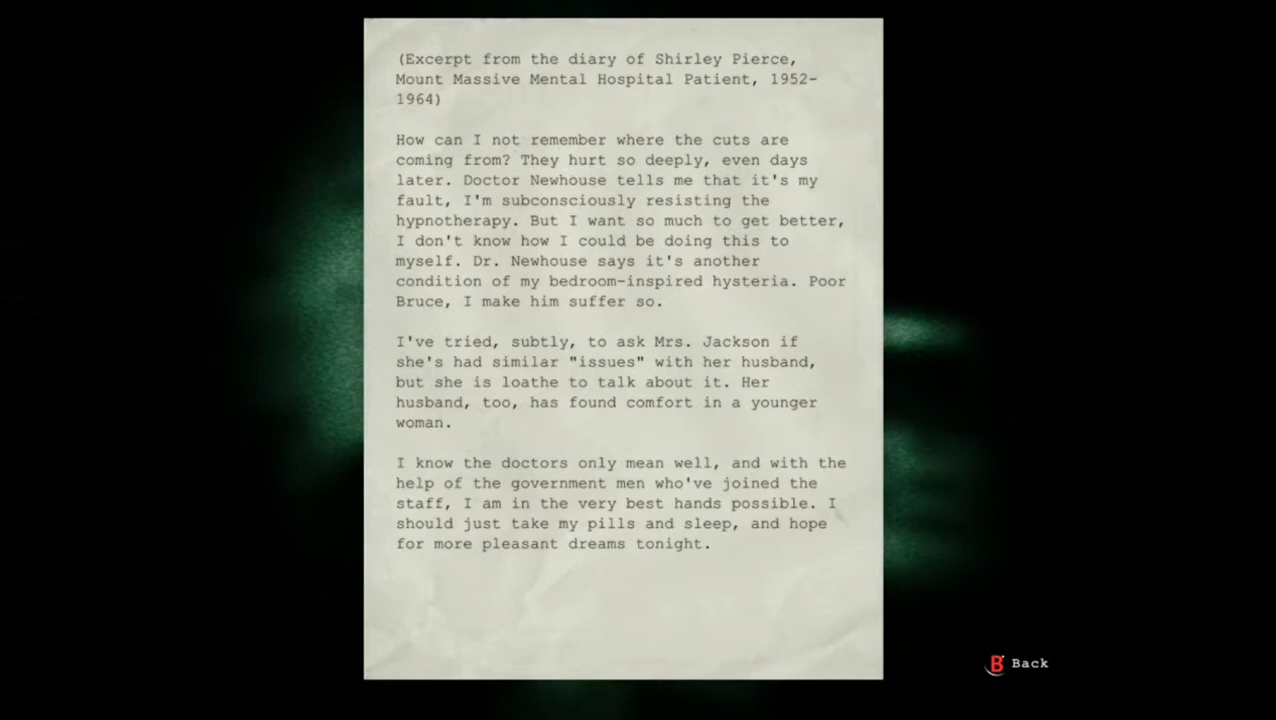 (Excerpt from the diary of Shirley Pierce,
Mount Massive Mental Hospital Patient, 1952-
1964)
How can I not remember where the cuts are
coming from? They hurt so deeply, even days
later. Doctor Newhouse tells me that it's my
fault, I'm subconsciously resisting the
hypnotherapy. But I want so much to get better,
I don't know how I could be doing this to
myself. Dr. Newhouse says it's another
condition of my bedroom-inspired hysteria. Poor
Bruce, I make him suffer so.
I've tried, subtly, to ask Mrs. Jackson if
she's had similar "issues" with her husband,
but she is loathe to talk about it. Her
husband, too, has found comfort in a younger
woman.
I know the doctors only mean well, and with the
help of the government men who've joined the
staff, I am in the very best hands possible. I
should just take my pills and sleep, and hope
for more pleasant dreams tonight.
B Back